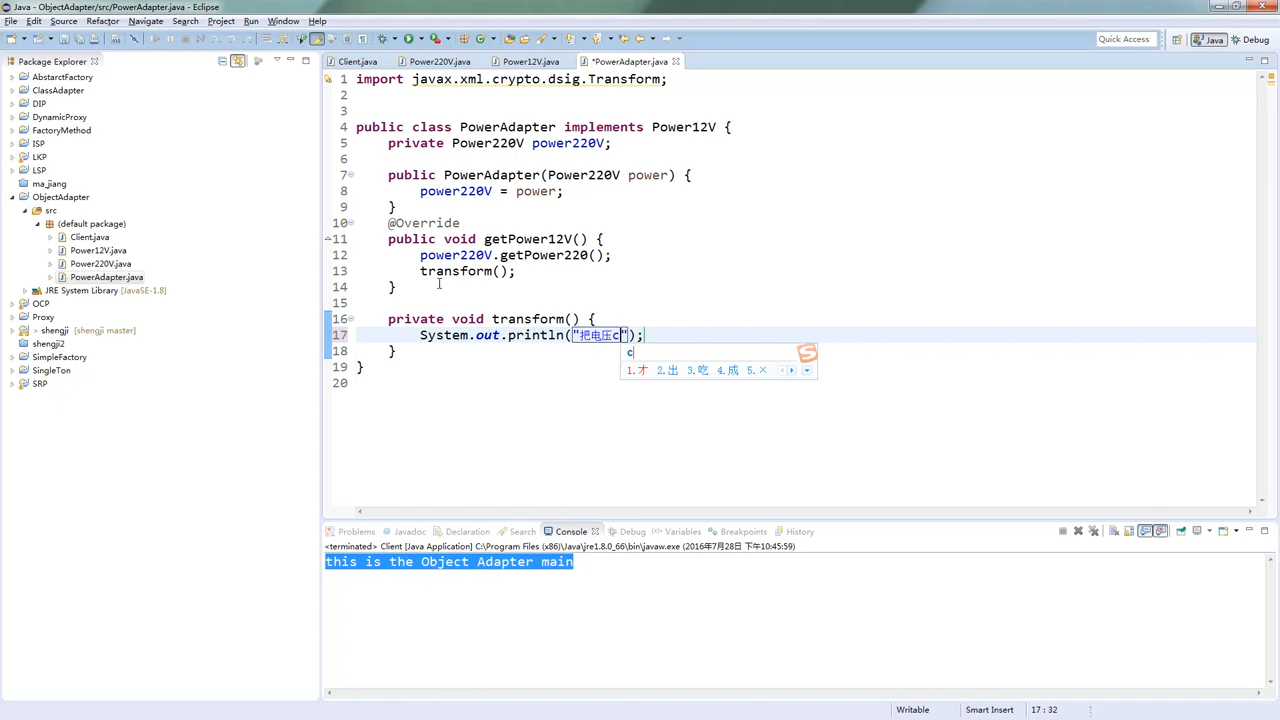 Java - ObjectAdapter/src/PowerAdapter.java - Eclipse
File Edit Source Refactor Navigate Search Project Run Window Help
Quick Access Java Debug
Package Explorer
AbsarctFactory
ClassAdapter
DIP
DynamicProxy
FactoryMethod
ISP
LKP
LSP
ma_jiang
ObjectAdapter
src
(default package)
Client.java
Power12V.java
Power220V.java
PowerAdapter.java
JRE System Library [JavaSE-1.8]
OCP
Proxy
> shengji [shengji master]
shengji2
SimpleFactory
SingleTon
SRP
Client.java Power220V.java Power12V.java *PowerAdapter.java
1 import javax.xml.crypto.dsig.Transform;
2
3
4 public class PowerAdapter implements Power12V {
5 private Power220V power220V;
6
7 public PowerAdapter(Power220V power) {
8 power220V = power;
9 }
10 @Override
11 public void getPower12V() {
12 power220V.getPower220();
13 transform();
14 }
15
16 private void transform() {
17 System.out.println("把电压c");
18 }
19 }
20
c
1.才 2.出 3.吃 4.成 5.×
Problems Javadoc Declaration Search Console Debug Variables Breakpoints History
<terminated> Client [Java Application] C:\Program Files (x86)\Java\jre1.8.0_66\bin\javaw.exe (2016年7月28日 下午10:45:59)
this is the Object Adapter main
Writable Smart Insert 17 : 32